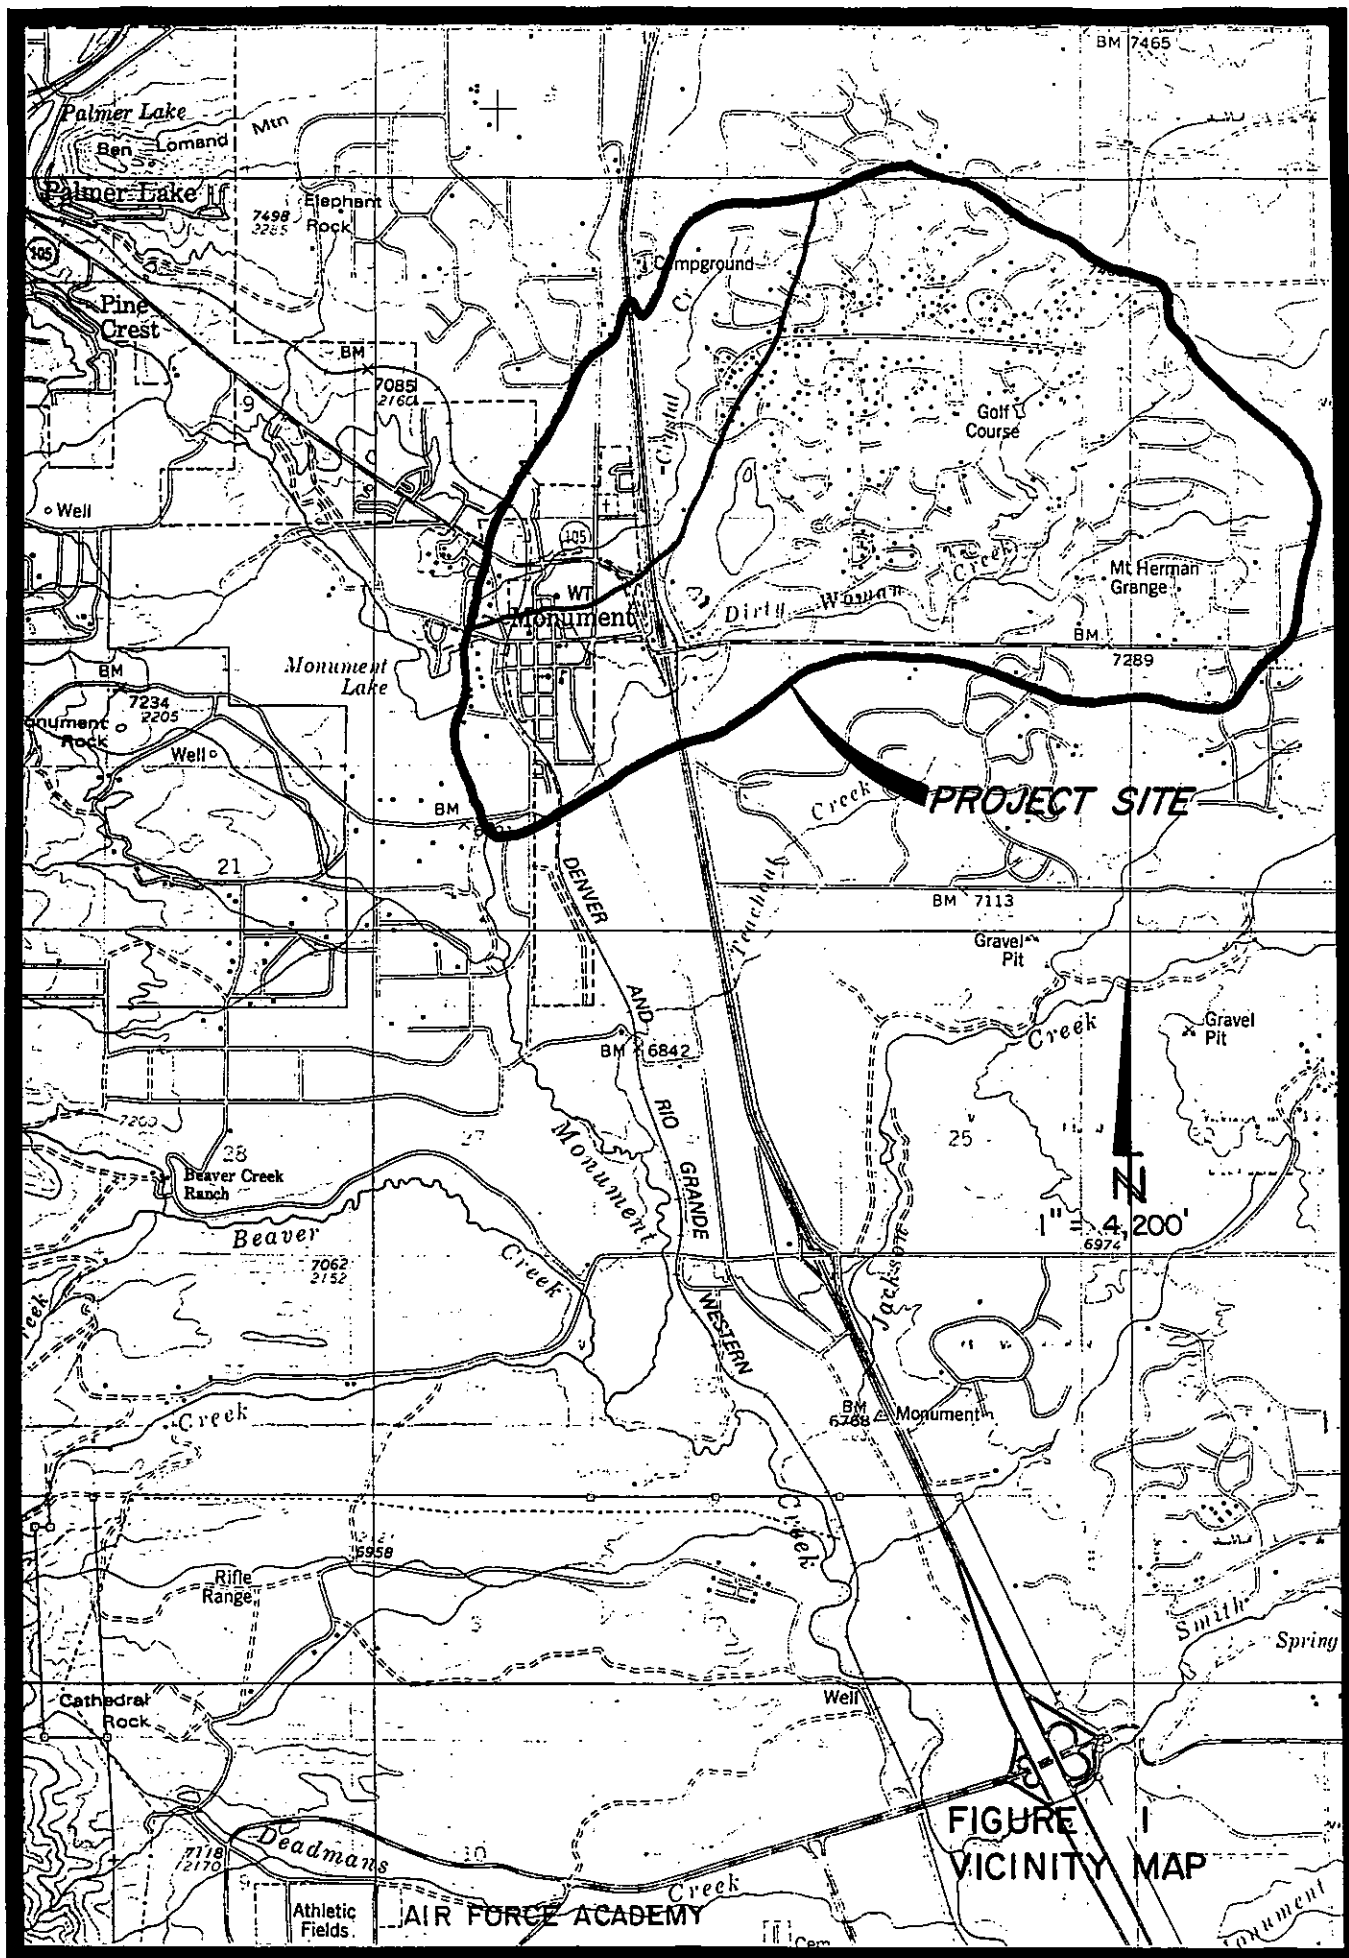 BM 7465
Palmer Lake
Ben Lomand Mtn
Palmer Lake
Elephant
Rock
7498
2285
105
Campground
Cr
Pine
Crest
BM
7085
2160
9
Crystal
Golf
Course
Well
105
Creek
Mt Herman
Grange
WT
Dirty Woman
Monument
BM
7289
Monument
Lake
BM
7234
2205
Rock
Well
Creek
PROJECT SITE
BM
21
DENVER
Teachout
BM 7113
Gravel
Pit
AND
Creek
Gravel
Pit
BM 6842
RIO
7200
28
27
25
Monument
Beaver Creek
Ranch
GRANDE
N
1" = 4,200'
6974
Beaver
Creek
7062
2152
Jackson
WESTERN
BM
6768
Monument
Creek
Creek
6958
Rifle
Range
Smith
Spring
Cathedral
Rock
Well
FIGURE 1
VICINITY MAP
Deadmans
7118
2170
10
Creek
Athletic
Fields
AIR FORCE ACADEMY
Cem